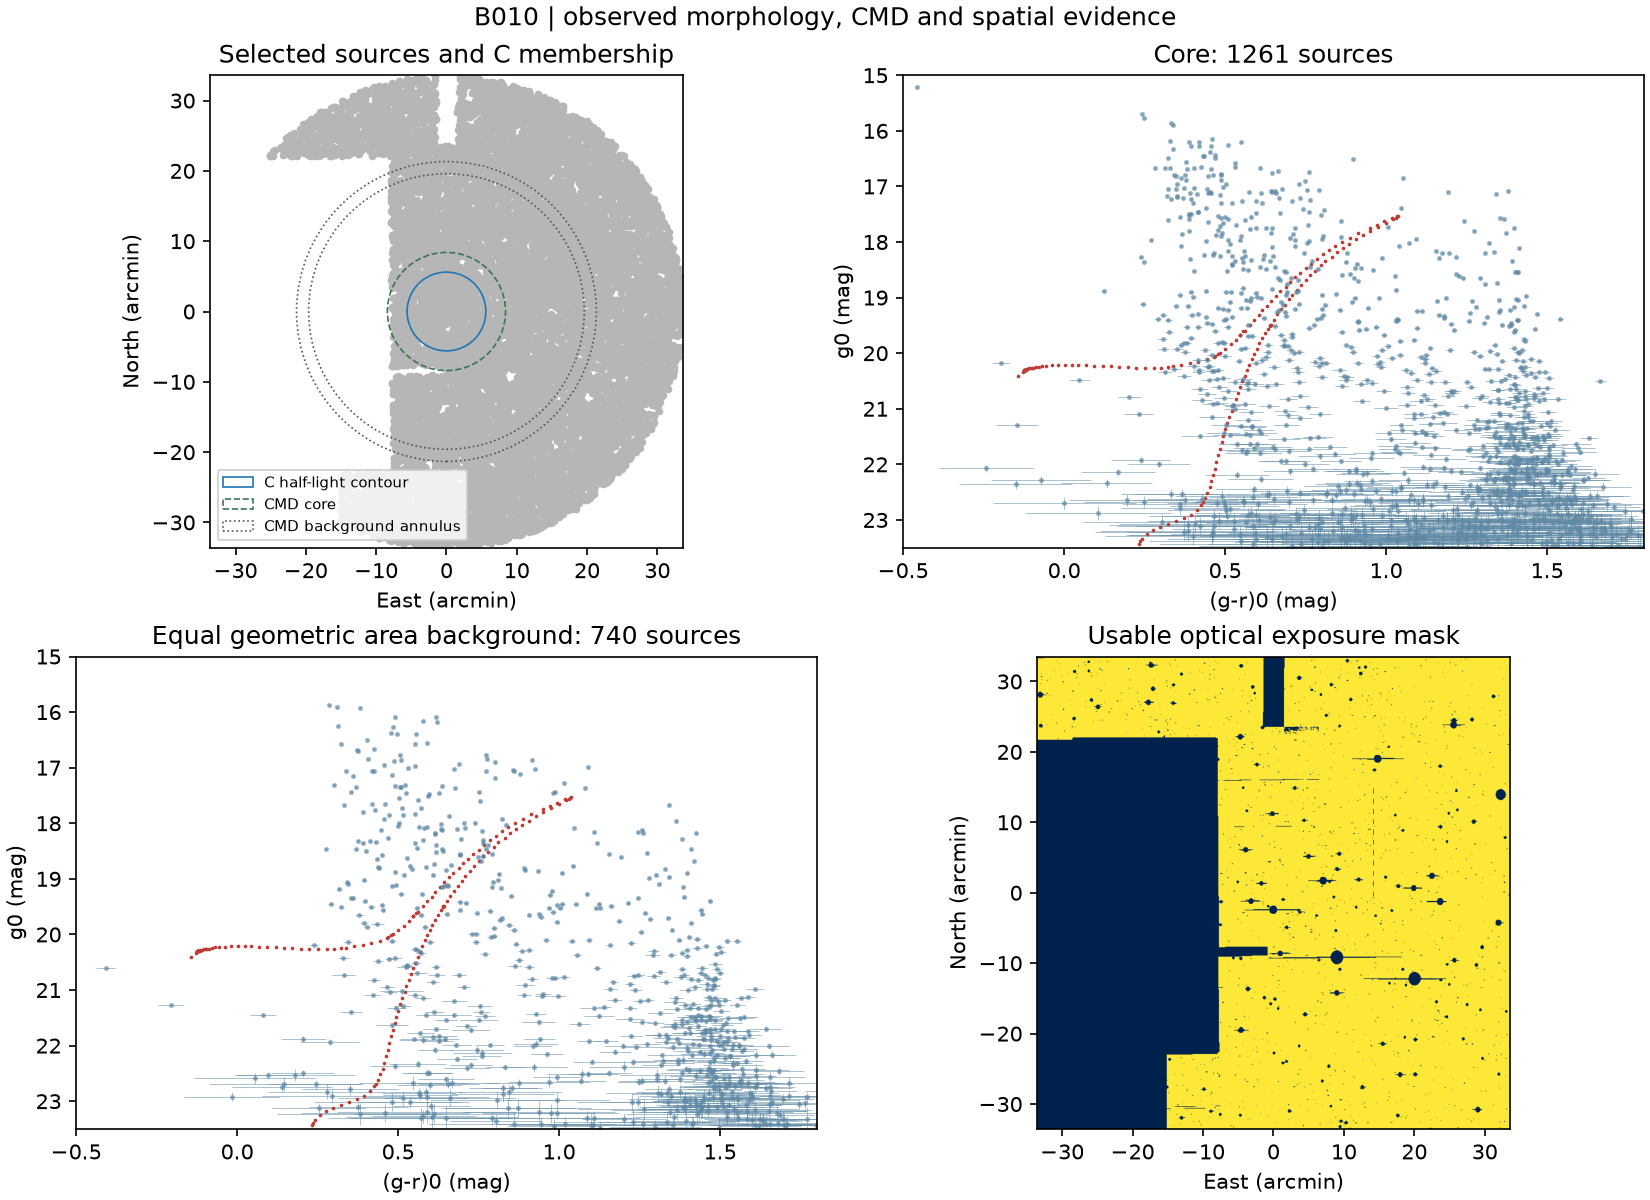 B010 | observed morphology, CMD and spatial evidence
Selected sources and C membership
30
20
10
0
−10
−20
−30
North (arcmin)
C half-light contour
CMD core
CMD background annulus
−30 −20 −10 0 10 20 30
East (arcmin)
Core: 1261 sources
15
16
17
18
19
20
21
22
23
g0 (mag)
−0.5 0.0 0.5 1.0 1.5
(g-r)0 (mag)
Equal geometric area background: 740 sources
15
16
17
18
19
20
21
22
23
g0 (mag)
−0.5 0.0 0.5 1.0 1.5
(g-r)0 (mag)
Usable optical exposure mask
30
20
10
0
−10
−20
−30
North (arcmin)
−30 −20 −10 0 10 20 30
East (arcmin)